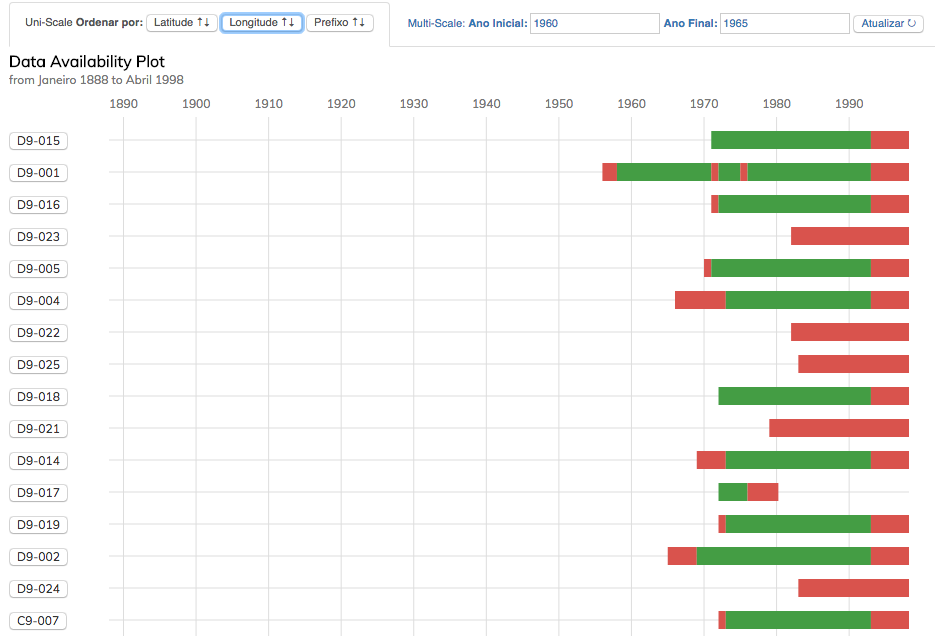 Uni-Scale Ordenar por: Latitude ↑↓ Longitude ↑↓ Prefixo ↑↓ Multi-Scale: Ano Inicial: 1960 Ano Final: 1965 Atualizar ↻
Data Availability Plot
from Janeiro 1888 to Abril 1998
1890 1900 1910 1920 1930 1940 1950 1960 1970 1980 1990
D9-015
D9-001
D9-016
D9-023
D9-005
D9-004
D9-022
D9-025
D9-018
D9-021
D9-014
D9-017
D9-019
D9-002
D9-024
C9-007